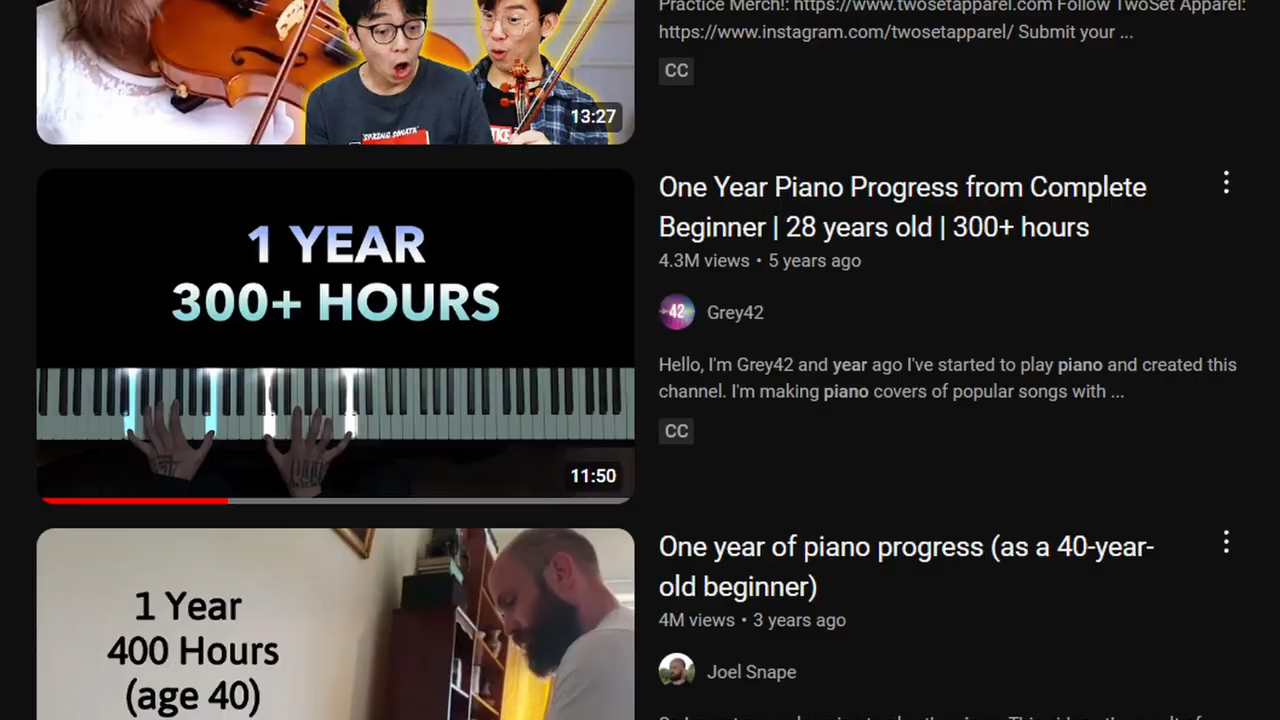 Practice Merch!: https://www.twosetapparel.com Follow TwoSet Apparel:
https://www.instagram.com/twosetapparel/ Submit your ...
CC
13:27
One Year Piano Progress from Complete
Beginner | 28 years old | 300+ hours
4.3M views • 5 years ago
42
Grey42
Hello, I'm Grey42 and year ago I've started to play piano and created this
channel. I'm making piano covers of popular songs with ...
CC
1 YEAR
300+ HOURS
11:50
One year of piano progress (as a 40-year-
old beginner)
4M views • 3 years ago
Joel Snape
1 Year
400 Hours
(age 40)